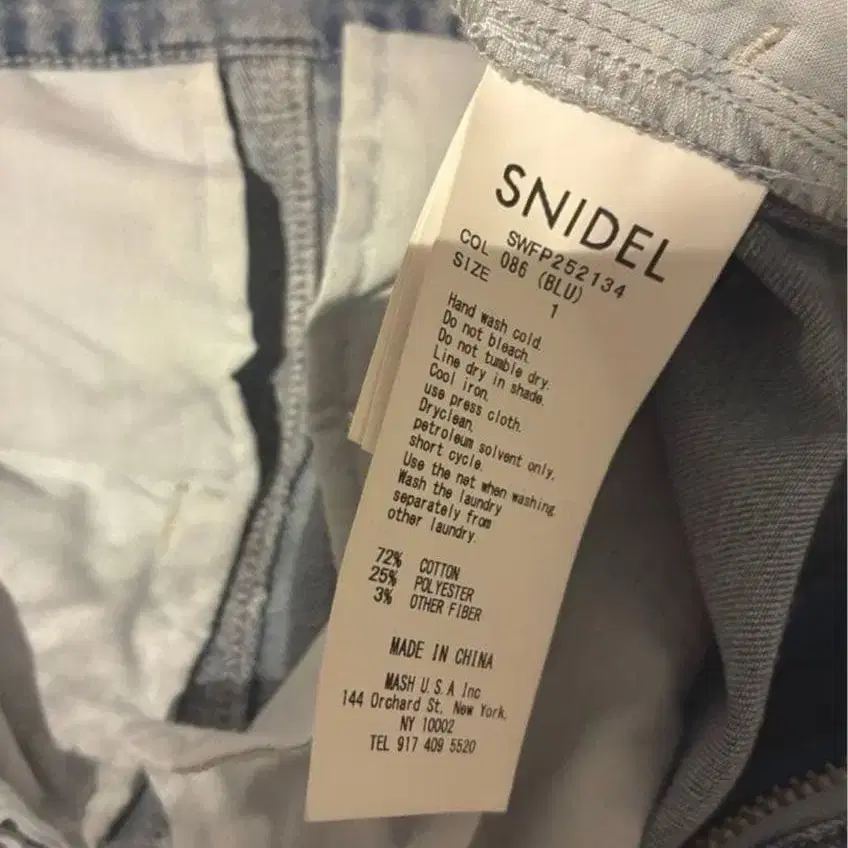 SNIDEL
SWFP252134
COL 086 (BLU)
SIZE 1
Hand wash cold.
Do not bleach.
Do not tumble dry.
Line dry in shade.
Cool iron.
use press cloth.
Dryclean.
petroleum solvent only.
short cycle.
Use the net when washing.
Wash the laundry
separately from
other laundry.
72% COTTON
25% POLYESTER
3% OTHER FIBER
MADE IN CHINA
MASH U.S.A Inc
144 Orchard St. New York,
NY 10002
TEL 917 409 5520